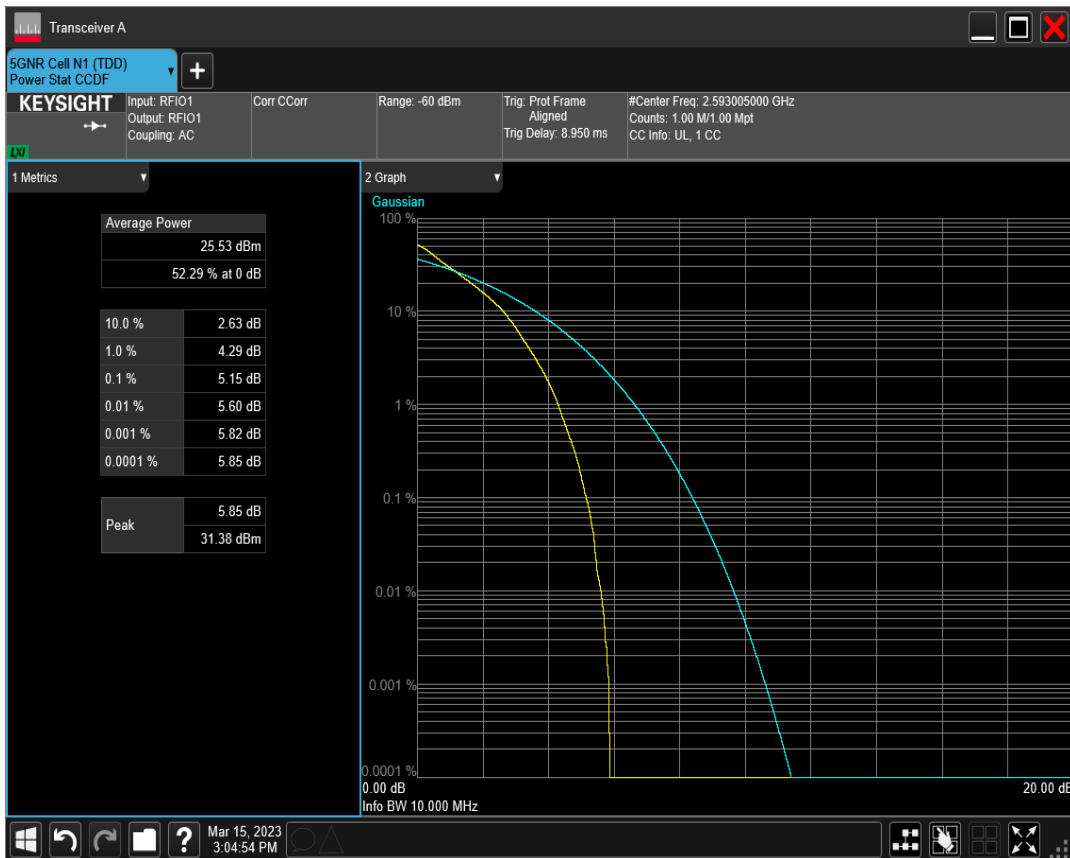 Transceiver A
5GNR Cell N1 (TDD)
Power Stat CCDF
KEYSIGHT
LXI
Input: RFIO1
Output: RFIO1
Coupling: AC
Corr CCorr
Range: -60 dBm
Trig: Prot Frame
Aligned
Trig Delay: 8.950 ms
#Center Freq: 2.593005000 GHz
Counts: 1.00 M/1.00 Mpt
CC Info: UL, 1 CC
1 Metrics
Average Power
25.53 dBm
52.29 % at 0 dB
10.0 % 2.63 dB
1.0 % 4.29 dB
0.1 % 5.15 dB
0.01 % 5.60 dB
0.001 % 5.82 dB
0.0001 % 5.85 dB
Peak
5.85 dB
31.38 dBm
2 Graph
Gaussian
100 %
10 %
1 %
0.1 %
0.01 %
0.001 %
0.0001 %
0.00 dB
20.00 dB
Info BW 10.000 MHz
?
Mar 15, 2023
3:04:54 PM